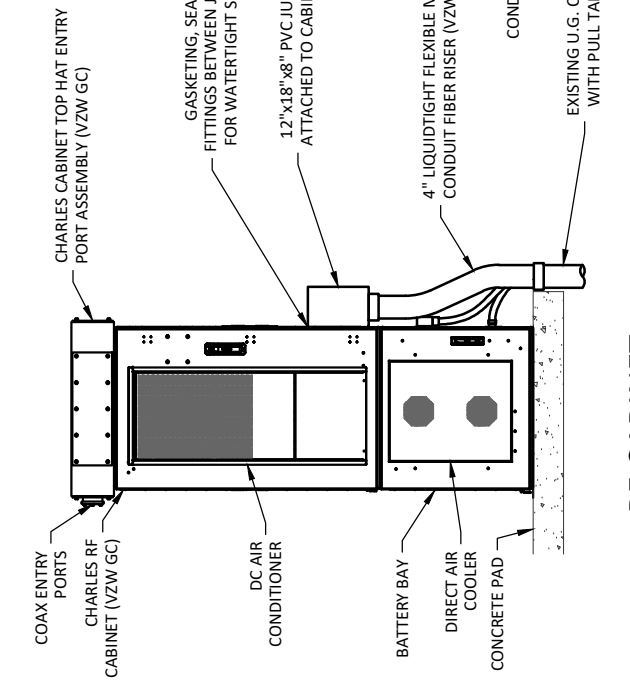 CHARLES CABINET TOP HAT ENTRY
PORT ASSEMBLY (VZW GC)
GASKETING, SEA
FITTINGS BETWEEN J
FOR WATERTIGHT S
12"x18"x8" PVC JU
ATTACHED TO CABI
4" LIQUIDTIGHT FLEXIBLE
CONDUIT FIBER RISER (VZW
COND
EXISTING U.G.
WITH PULL TA
COAX ENTRY
PORTS
CHARLES RF
CABINET (VZW GC)
DC AIR
CONDITIONER
BATTERY BAY
DIRECT AIR
COOLER
CONCRETE PAD